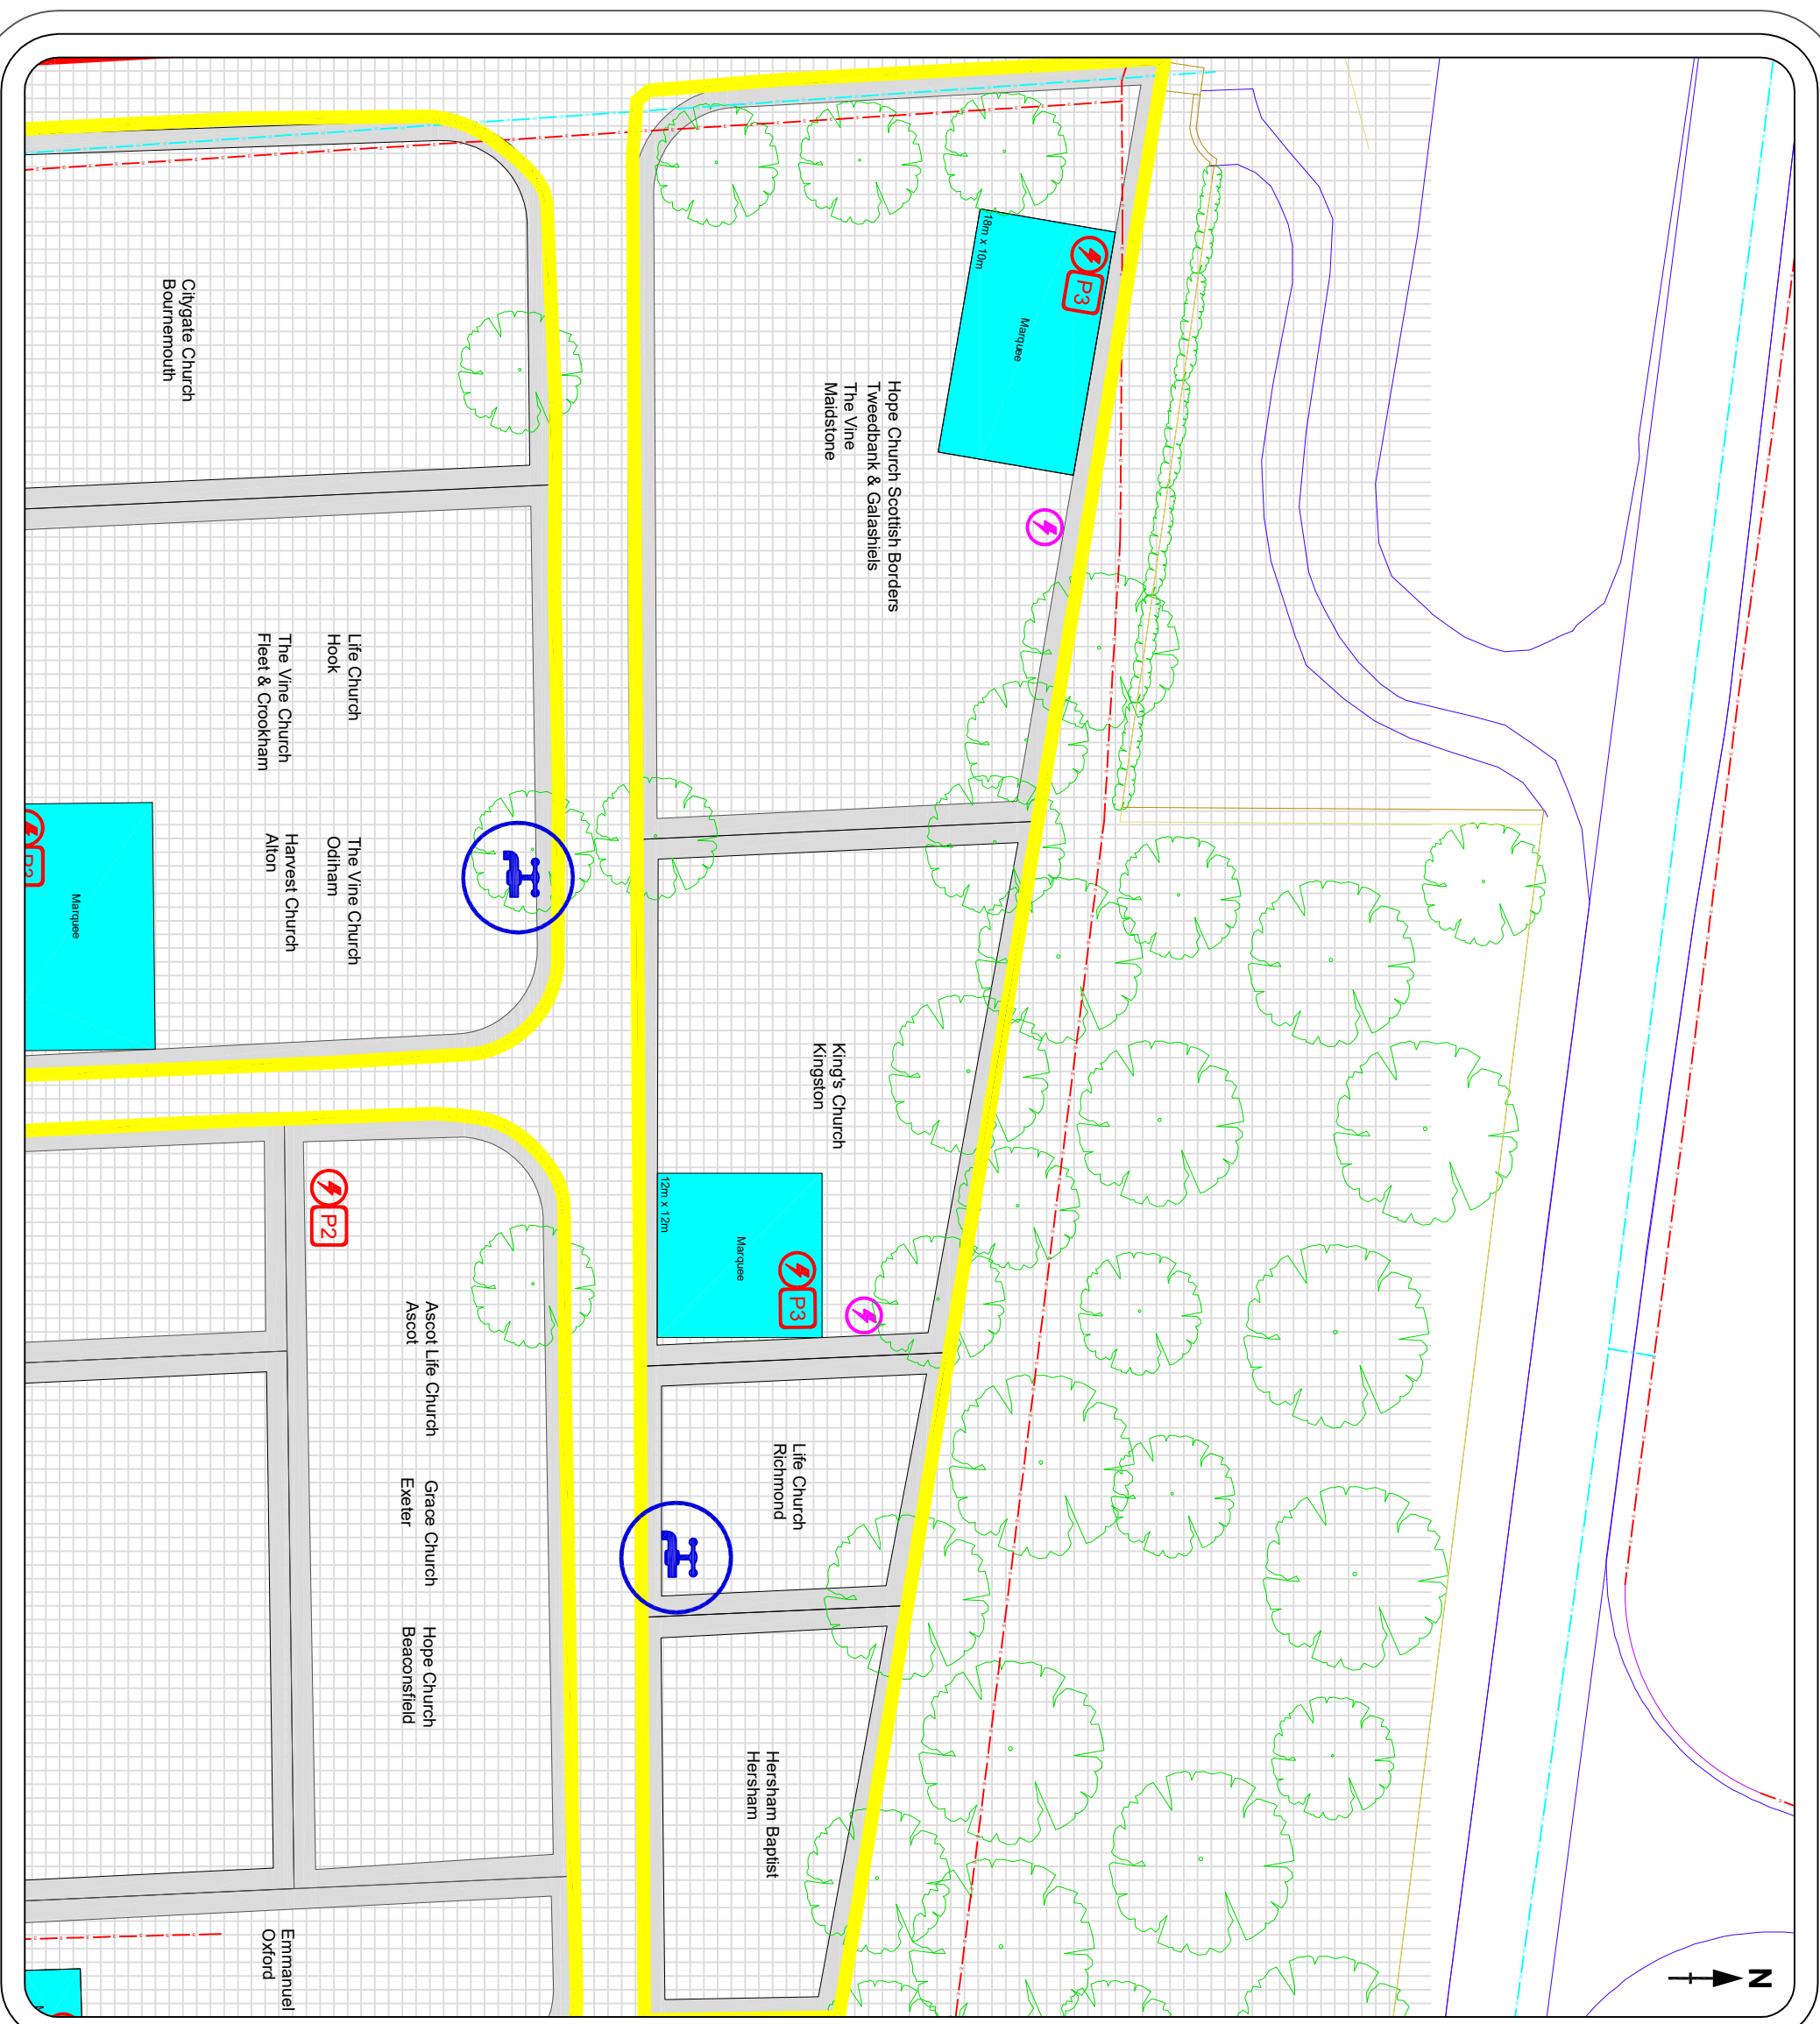 N
18m x 10m
Marquee
P3
Hope Church Scottish Borders
Tweedbank & Galashiels
The Vine
Maidstone
Citygate Church
Bournemouth
Life Church
Hook
The Vine Church
Fleet & Crookham
The Vine Church
Odiham
Harvest Church
Alton
Marquee
King's Church
Kingston
12m x 12m
Marquee
P3
P2
Ascot Life Church
Ascot
Grace Church
Exeter
Hope Church
Beaconsfield
Life Church
Richmond
Hersham Baptist
Hersham
Emmanuel
Oxford